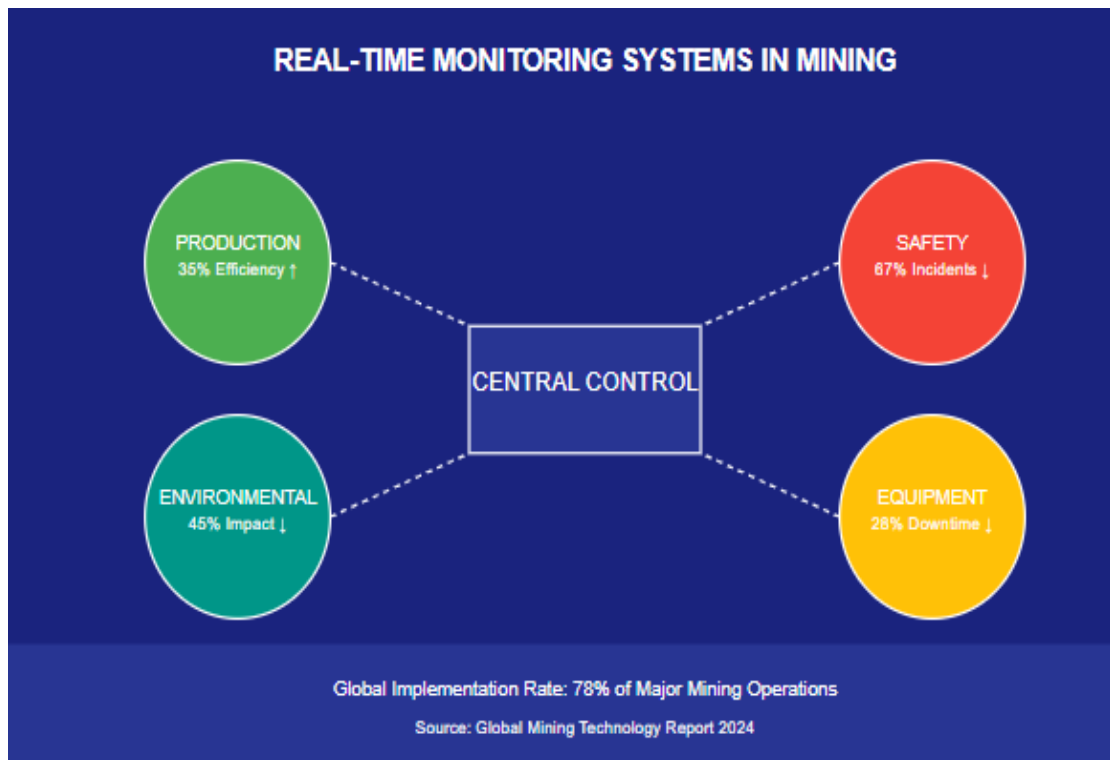 REAL-TIME MONITORING SYSTEMS IN MINING
PRODUCTION
35% Efficiency ↑
SAFETY
67% Incidents ↓
CENTRAL CONTROL
ENVIRONMENTAL
45% Impact ↓
EQUIPMENT
28% Downtime ↓
Global Implementation Rate: 78% of Major Mining Operations
Source: Global Mining Technology Report 2024